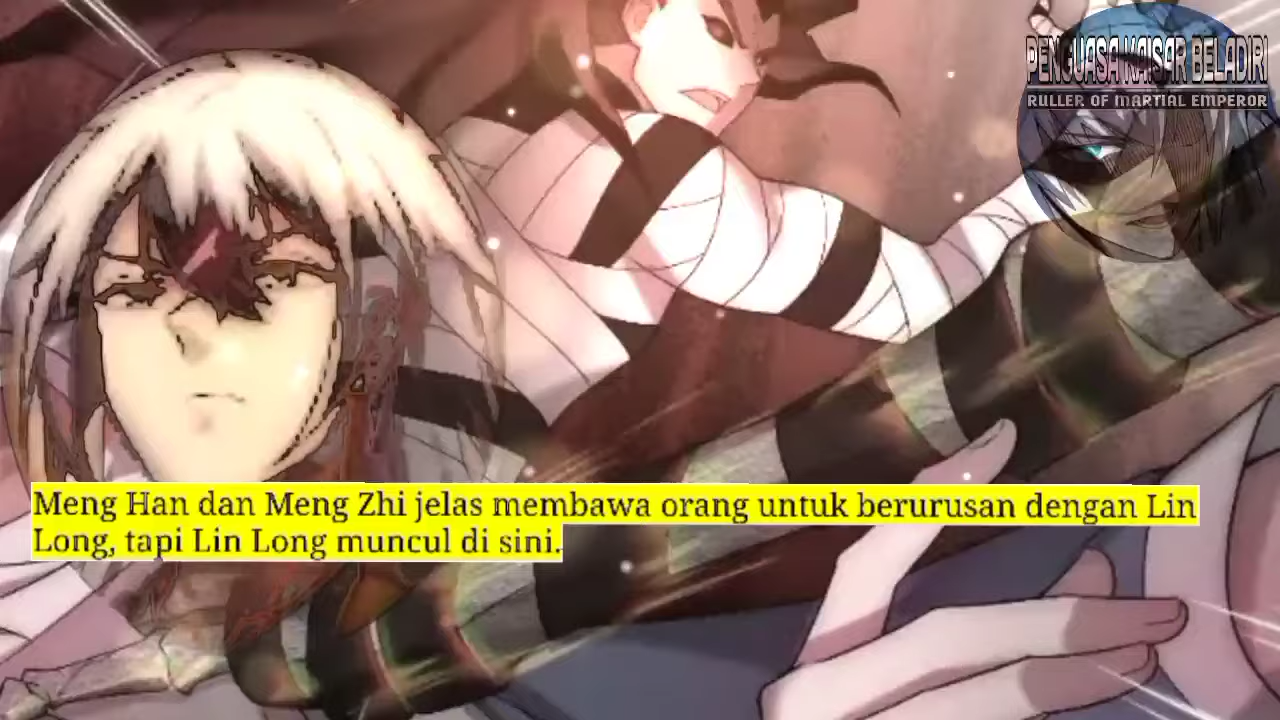 PENGUASA KAISAR BELADIRI
RULLER OF MARTIAL EMPEROR
Meng Han dan Meng Zhi jelas membawa orang untuk berurusan dengan Lin
Long, tapi Lin Long muncul di sini.